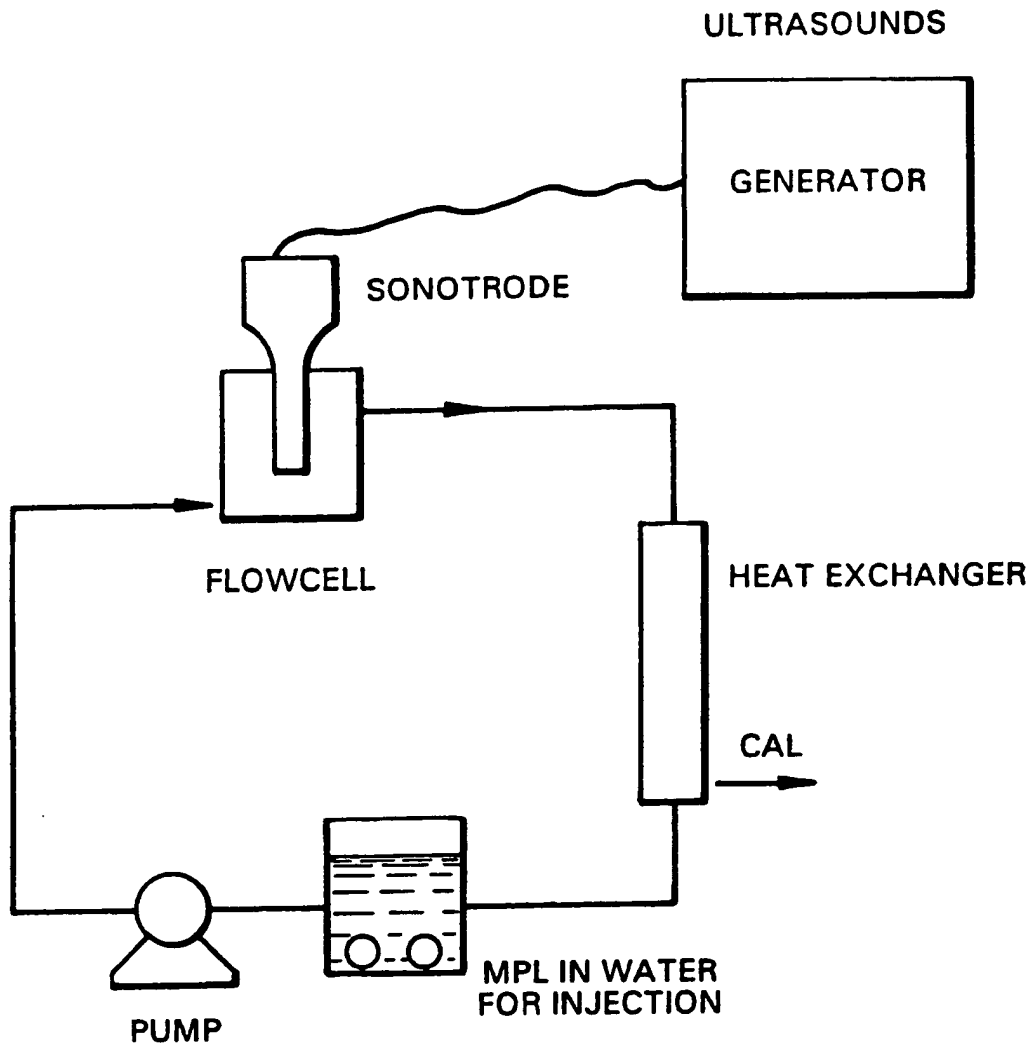 ULTRASOUNDS
GENERATOR
SONOTRODE
FLOWCELL
HEAT EXCHANGER
CAL
MPL IN WATER
FOR INJECTION
PUMP